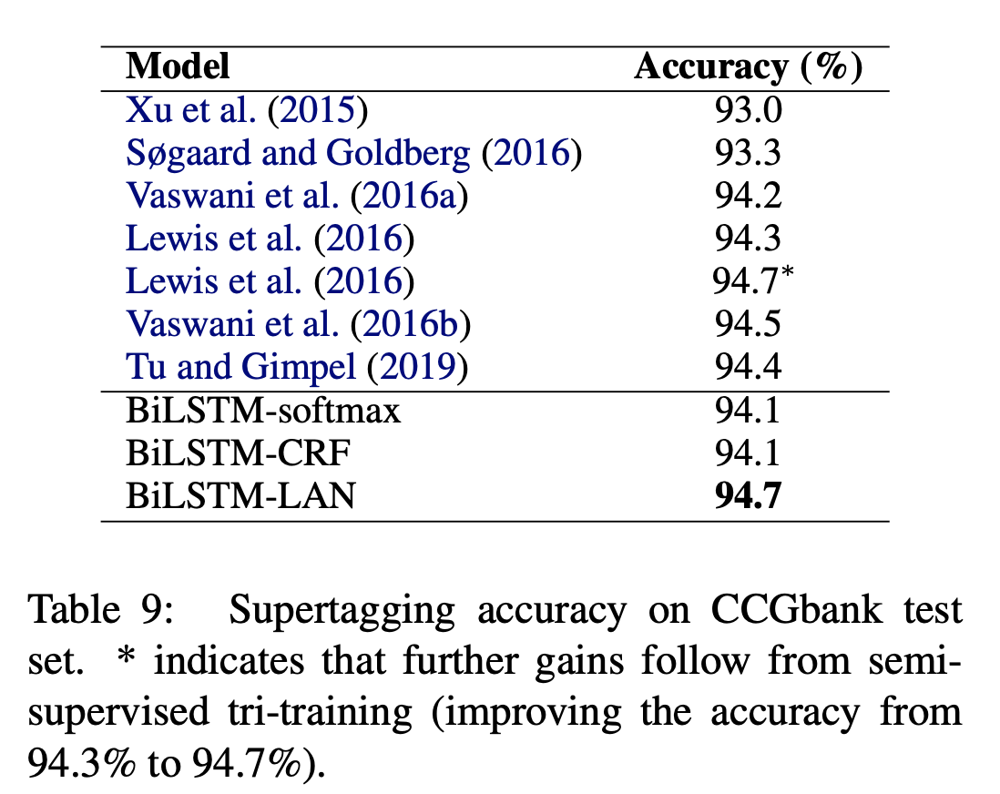 Model Accuracy (%)
Xu et al. (2015) 93.0
Søgaard and Goldberg (2016) 93.3
Vaswani et al. (2016a) 94.2
Lewis et al. (2016) 94.3
Lewis et al. (2016) 94.7*
Vaswani et al. (2016b) 94.5
Tu and Gimpel (2019) 94.4
BiLSTM-softmax 94.1
BiLSTM-CRF 94.1
BiLSTM-LAN 94.7
Table 9: Supertagging accuracy on CCGbank test
set. * indicates that further gains follow from semi-
supervised tri-training (improving the accuracy from
94.3% to 94.7%).